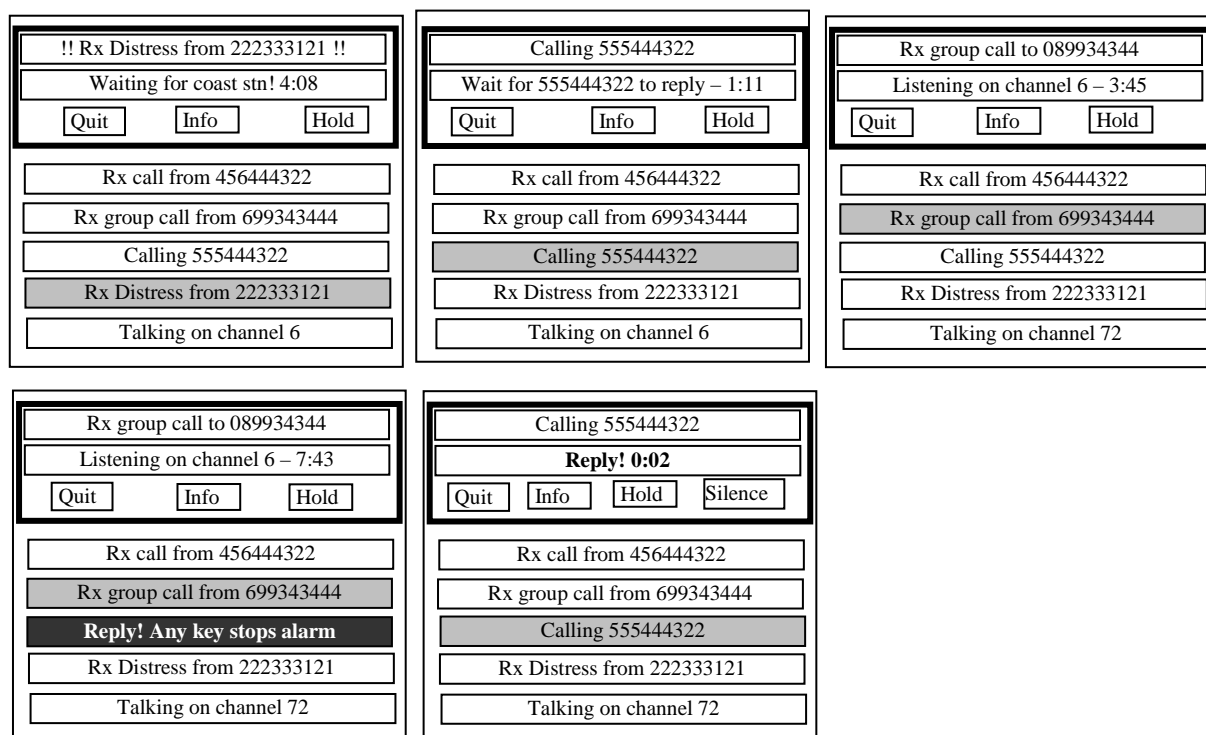 !! Rx Distress from 222333121 !!
Waiting for coast stn! 4:08
Quit Info Hold
Rx call from 456444322
Rx group call from 699343444
Calling 555444322
Rx Distress from 222333121
Talking on channel 6
Calling 555444322
Wait for 555444322 to reply – 1:11
Quit Info Hold
Rx call from 456444322
Rx group call from 699343444
Calling 555444322
Rx Distress from 222333121
Talking on channel 6
Rx group call to 089934344
Listening on channel 6 – 3:45
Quit Info Hold
Rx call from 456444322
Rx group call from 699343444
Calling 555444322
Rx Distress from 222333121
Talking on channel 72
Rx group call to 089934344
Listening on channel 6 – 7:43
Quit Info Hold
Rx call from 456444322
Rx group call from 699343444
Reply! Any key stops alarm
Rx Distress from 222333121
Talking on channel 72
Calling 555444322
Reply! 0:02
Quit Info Hold Silence
Rx call from 456444322
Rx group call from 699343444
Calling 555444322
Rx Distress from 222333121
Talking on channel 72